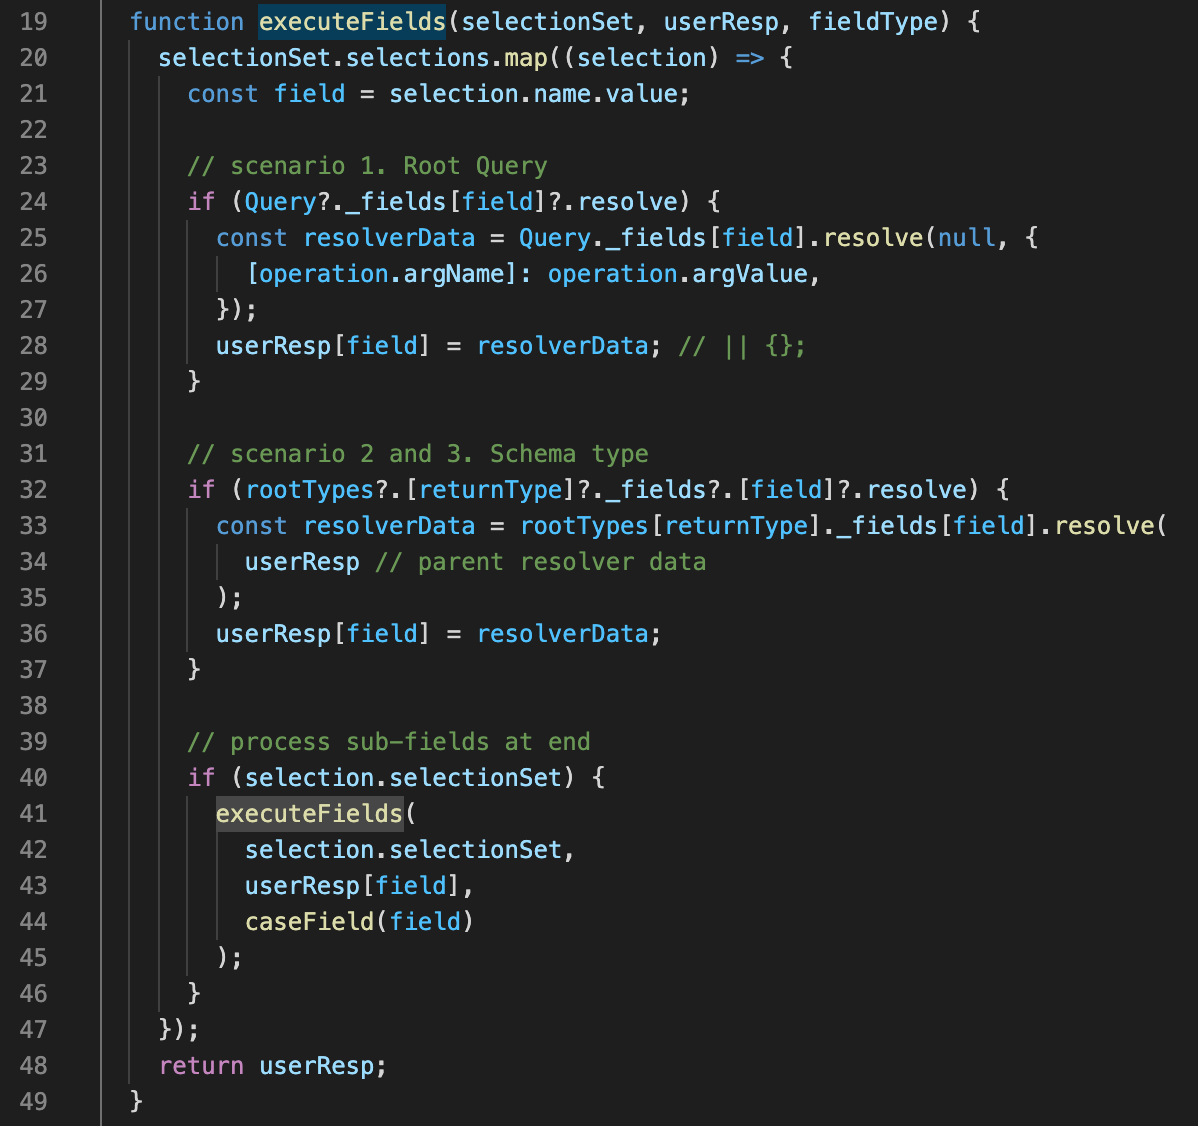 19 function executeFields(selectionSet, userResp, fieldType) {
20 selectionSet.selections.map((selection) => {
21 const field = selection.name.value;
22
23 // scenario 1. Root Query
24 if (Query?._fields[field]?.resolve) {
25 const resolverData = Query._fields[field].resolve(null, {
26 [operation.argName]: operation.argValue,
27 });
28 userResp[field] = resolverData; // || {};
29 }
30
31 // scenario 2 and 3. Schema type
32 if (rootTypes?.[returnType]?._fields?.[field]?.resolve) {
33 const resolverData = rootTypes[returnType]._fields[field].resolve(
34 userResp // parent resolver data
35 );
36 userResp[field] = resolverData;
37 }
38
39 // process sub-fields at end
40 if (selection.selectionSet) {
41 executeFields(
42 selection.selectionSet,
43 userResp[field],
44 caseField(field)
45 );
46 }
47 });
48 return userResp;
49 }